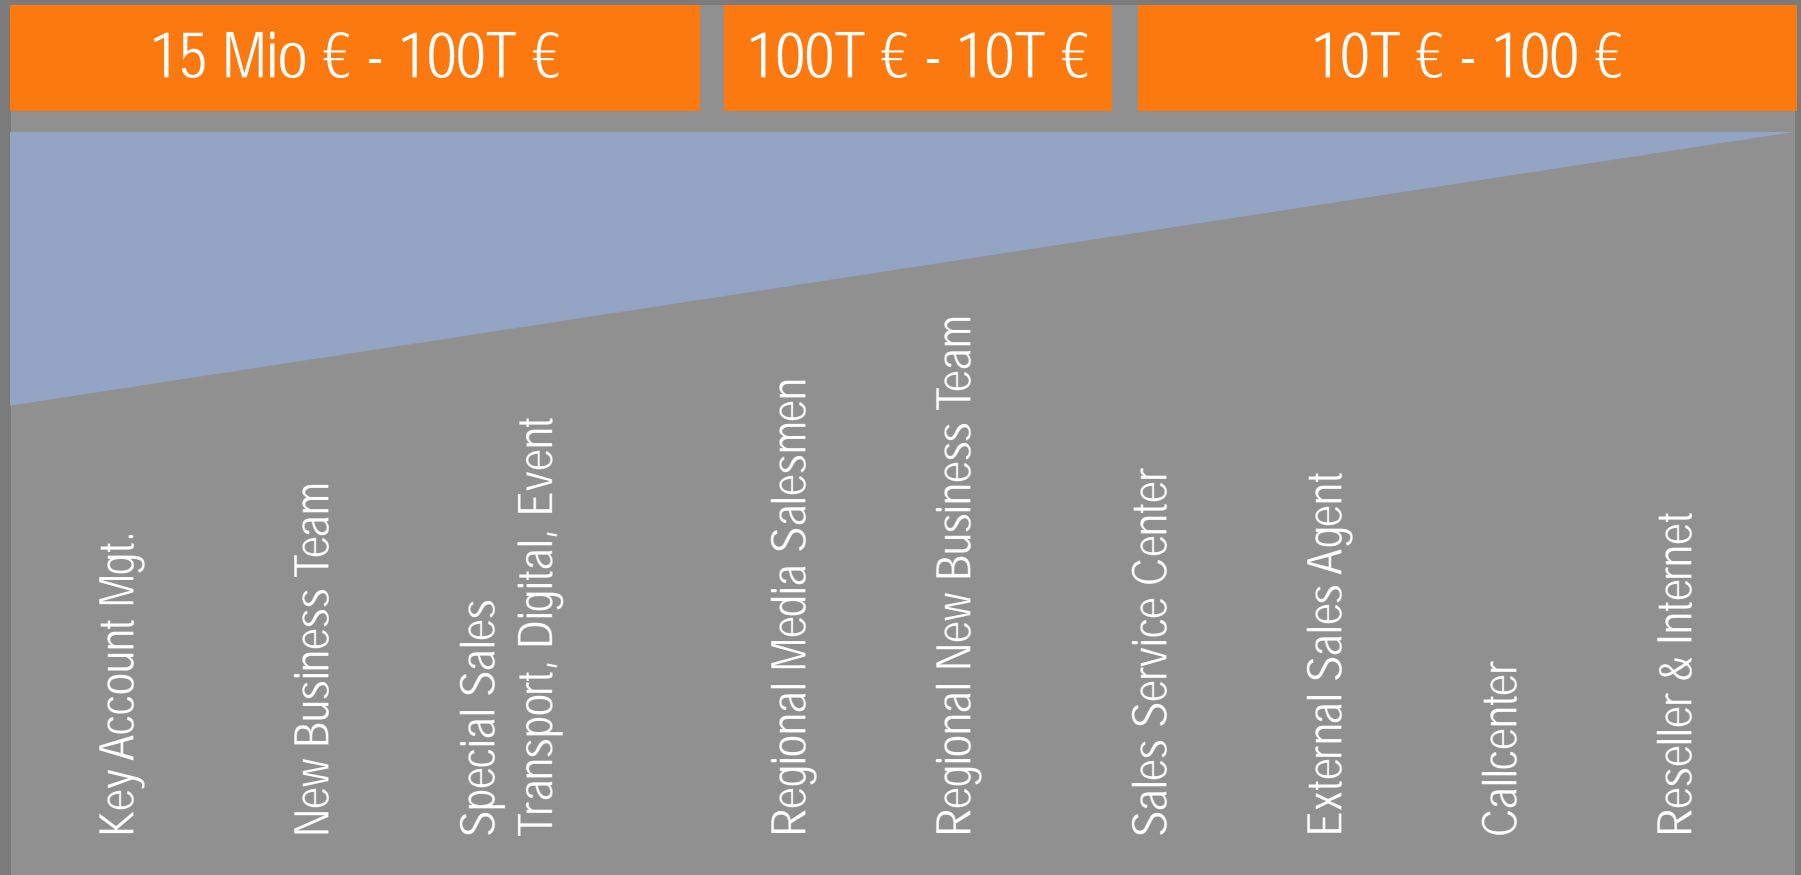 15 Mio € - 100T €
100T € - 10T €
10T € - 100 €
Key Account Mgt.
New Business Team
Special Sales
Transport, Digital, Event
Regional Media Salesmen
Regional New Business Team
Sales Service Center
External Sales Agent
Callcenter
Reseller & Internet